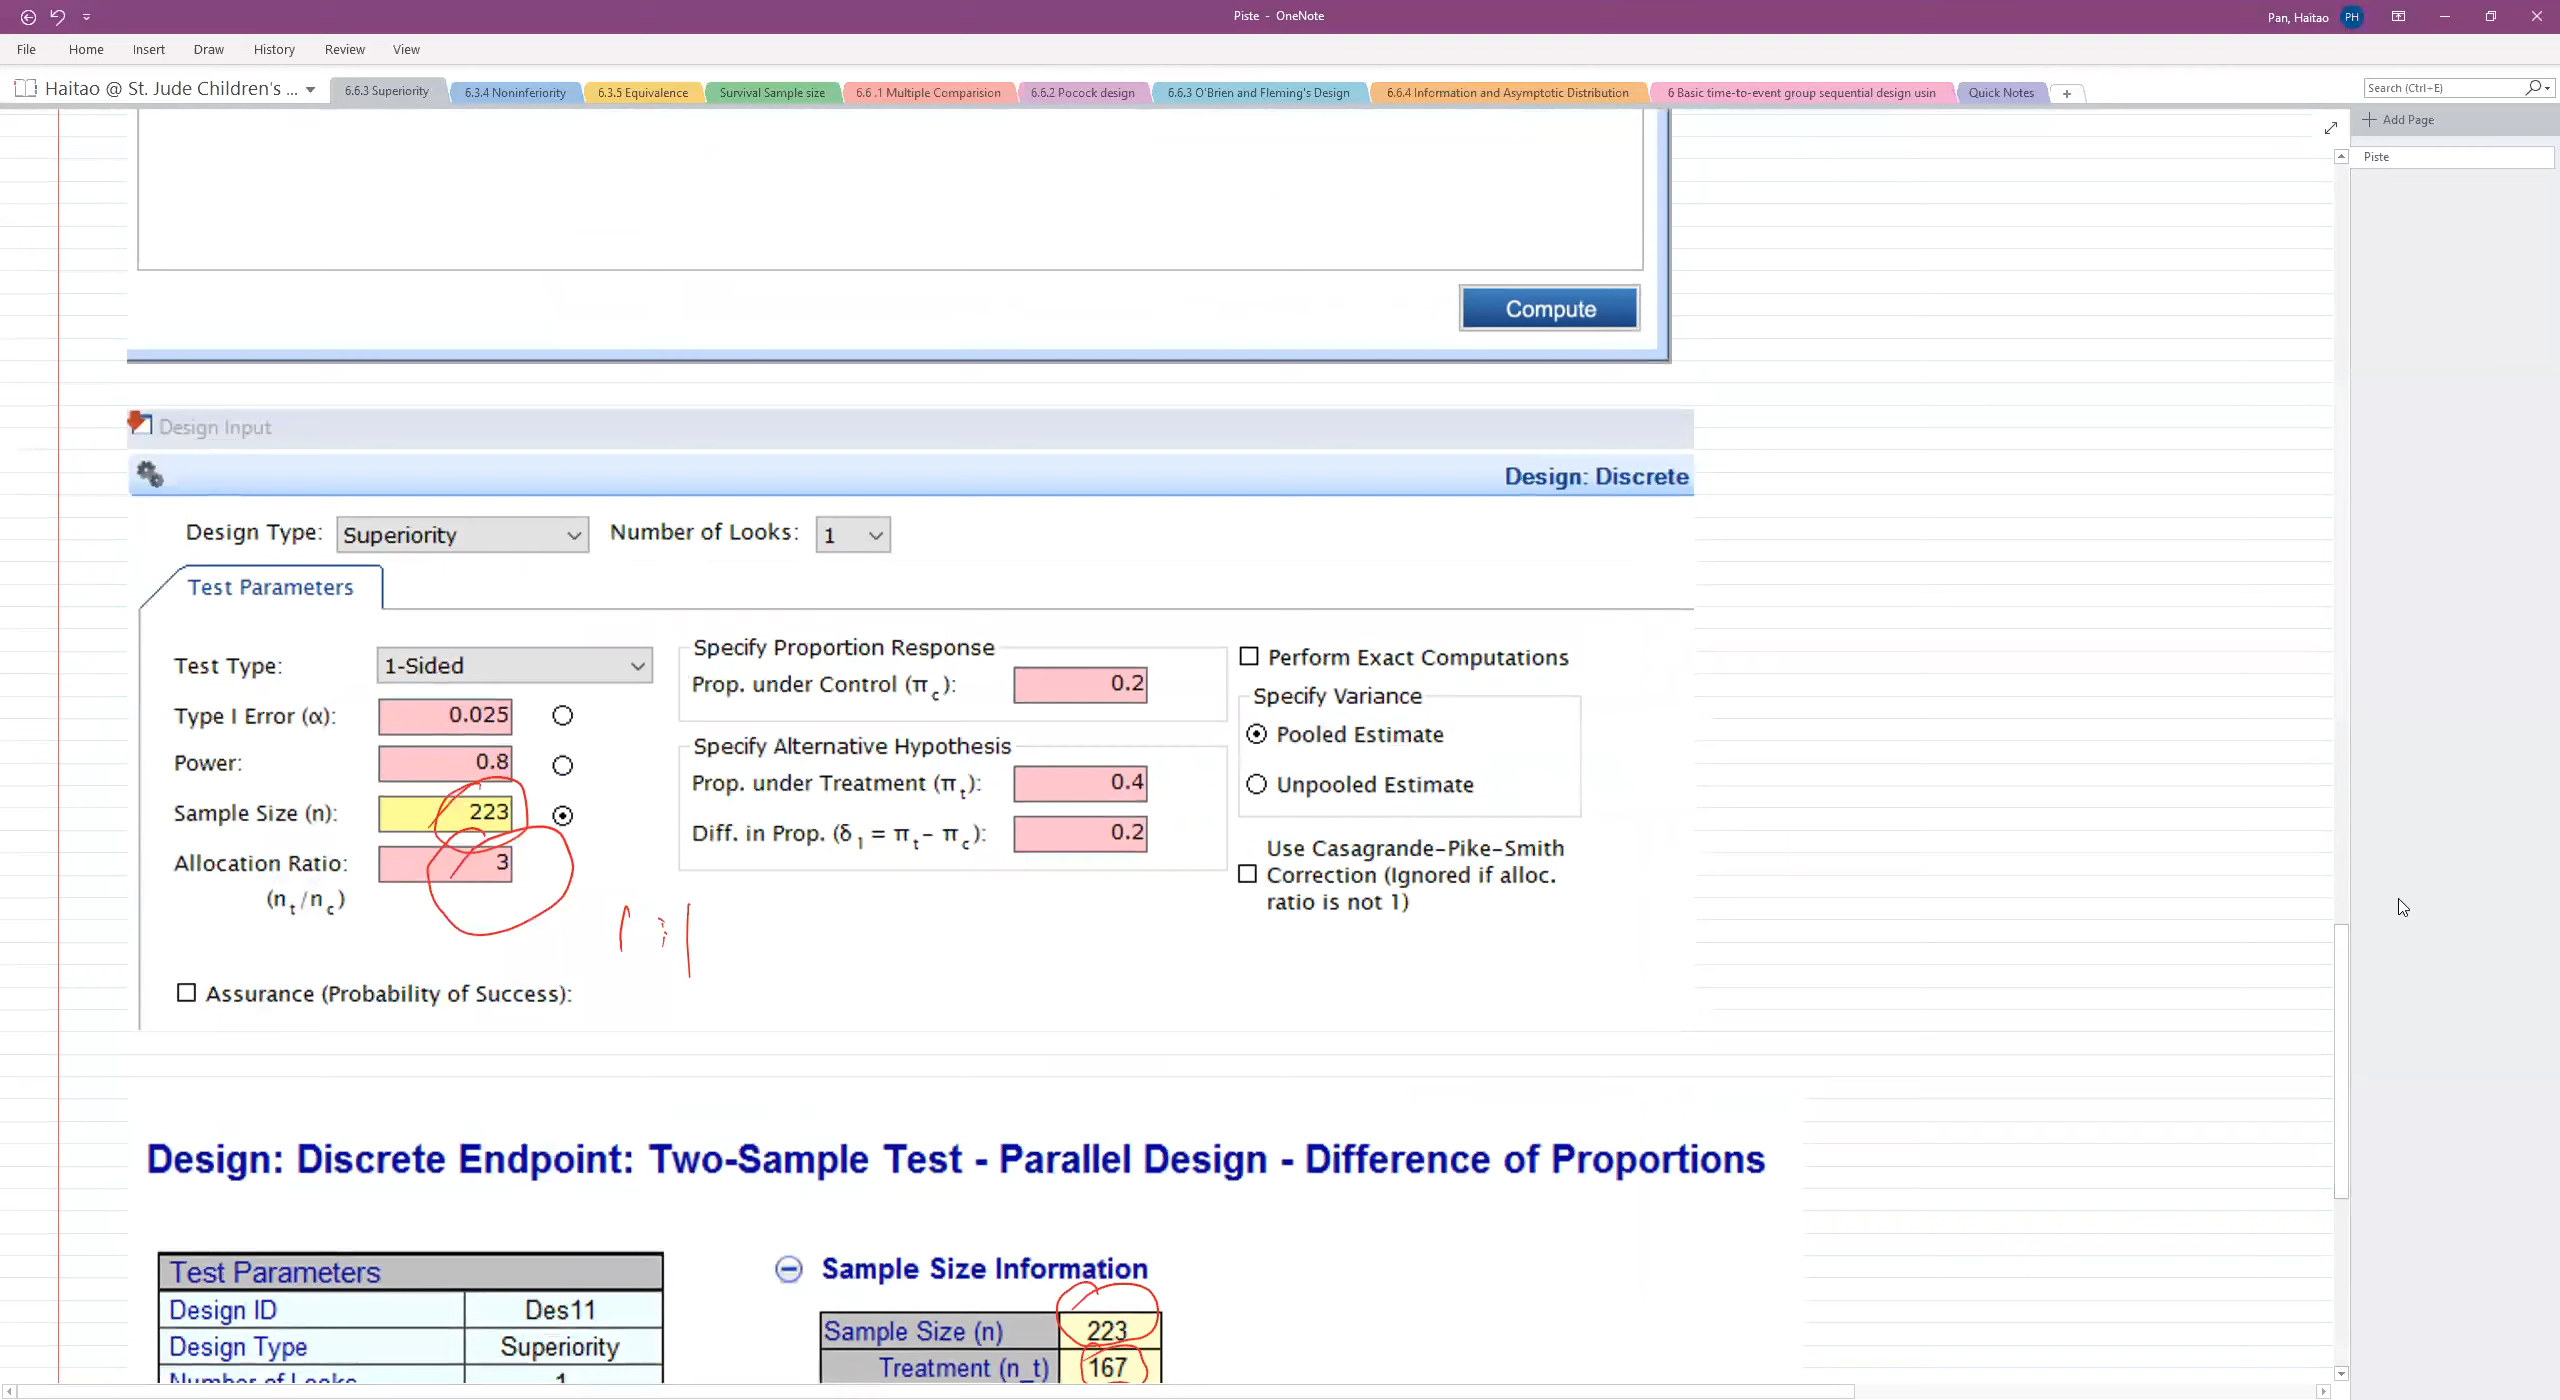 Piste - OneNote
Pan, Haitao PH
File Home Insert Draw History Review View
Haitao @ St. Jude Children's ...
6.6.3 Superiority
6.3.4 Noninferiority
6.3.5 Equivalence
Survival Sample size
6.6 .1 Multiple Comparision
6.6.2 Pocock design
6.6.3 O'Brien and Fleming's Design
6.6.4 Information and Asymptotic Distribution
6 Basic time-to-event group sequential design usin
Quick Notes
Search (Ctrl+E)
Add Page
Piste
Compute
Design Input
Design: Discrete
Design Type: Superiority Number of Looks: 1
Test Parameters
Test Type: 1-Sided
Type I Error (α): 0.025
Power: 0.8
Sample Size (n): 223
Allocation Ratio: 3
(n t /n c )
Specify Proportion Response
Prop. under Control (π c ): 0.2
Specify Alternative Hypothesis
Prop. under Treatment (π t ): 0.4
Diff. in Prop. (δ 1 = π t - π c ): 0.2
Perform Exact Computations
Specify Variance
Pooled Estimate
Unpooled Estimate
Use Casagrande-Pike-Smith
Correction (Ignored if alloc.
ratio is not 1)
1:1
Assurance (Probability of Success):
Design: Discrete Endpoint: Two-Sample Test - Parallel Design - Difference of Proportions
Test Parameters
Design ID Des11
Design Type Superiority
Number of Looks 1
Sample Size Information
Sample Size (n) 223
Treatment (n_t) 167